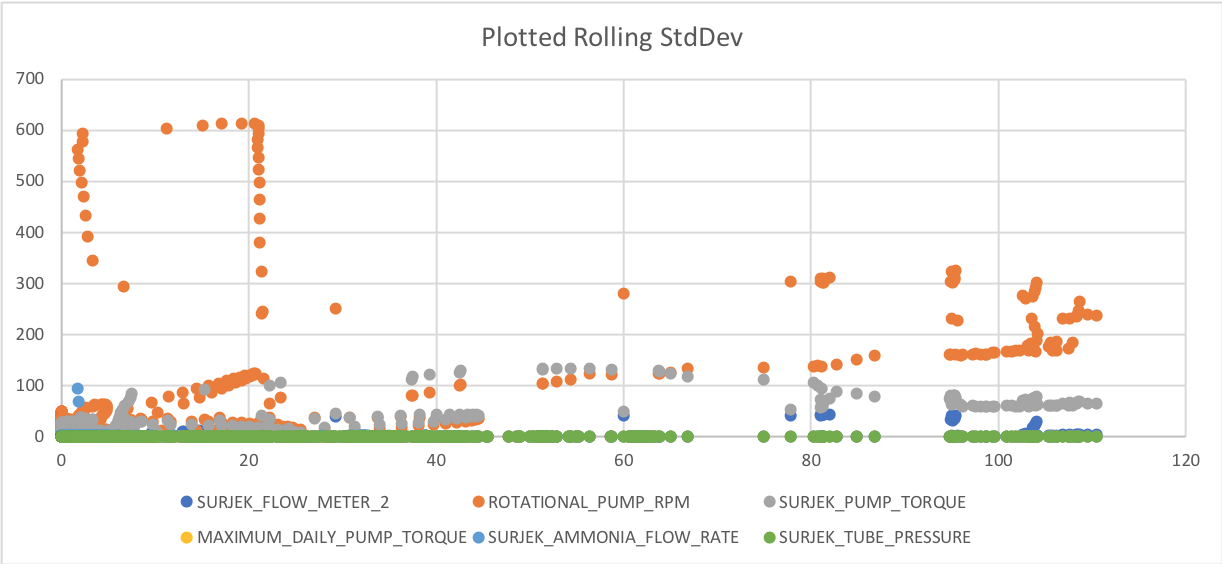 Plotted Rolling StdDev
700
600
500
400
300
200
100
0
0 20 40 60 80 100 120
SURJEK_FLOW_METER_2 ROTATIONAL_PUMP_RPM SURJEK_PUMP_TORQUE
MAXIMUM_DAILY_PUMP_TORQUE SURJEK_AMMONIA_FLOW_RATE SURJEK_TUBE_PRESSURE